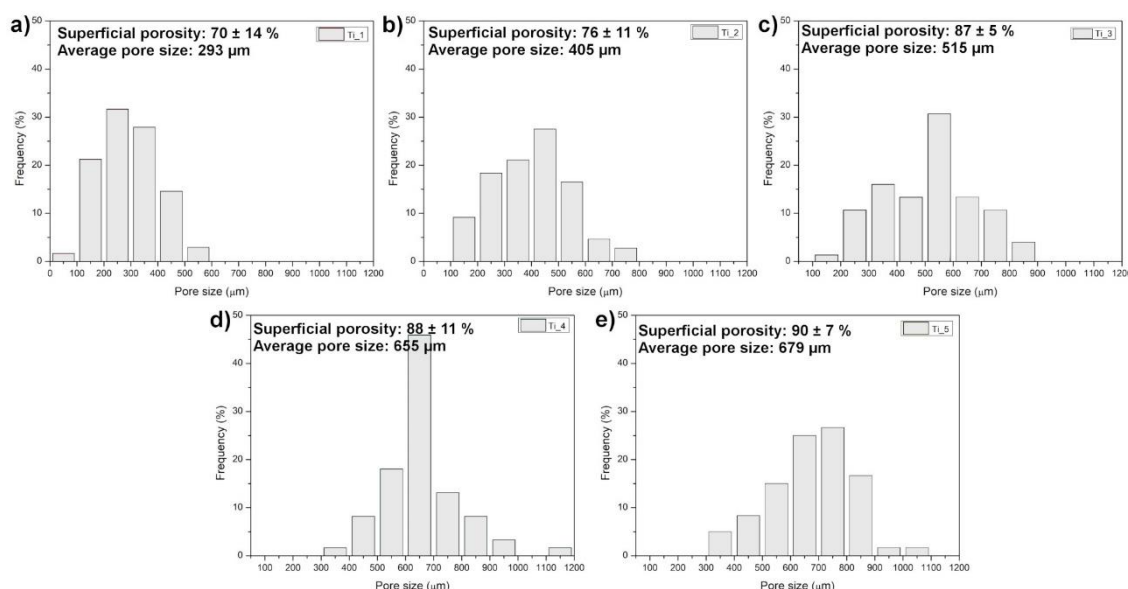 a)
Superficial porosity: 70 ± 14 %
Average pore size: 293 µm
Ti_1
50
40
30
20
10
0
Frequency (%)
0 100 200 300 400 500 600 700 800 900 1000 1100 1200
Pore size (µm)
b)
Superficial porosity: 76 ± 11 %
Average pore size: 405 µm
Ti_2
50
40
30
20
10
0
Frequency (%)
0 100 200 300 400 500 600 700 800 900 1000 1100 1200
Pore size (µm)
c)
Superficial porosity: 87 ± 5 %
Average pore size: 515 µm
Ti_3
50
40
30
20
10
0
Frequency (%)
100 200 300 400 500 600 700 800 900 1000 1100 1200
Pore size (µm)
d)
Superficial porosity: 88 ± 11 %
Average pore size: 655 µm
Ti_4
50
40
30
20
10
0
Frequency (%)
100 200 300 400 500 600 700 800 900 1000 1100 1200
Pore size (µm)
e)
Superficial porosity: 90 ± 7 %
Average pore size: 679 µm
Ti_5
50
40
30
20
10
0
Frequency (%)
100 200 300 400 500 600 700 800 900 1000 1100 1200
Pore size (µm)